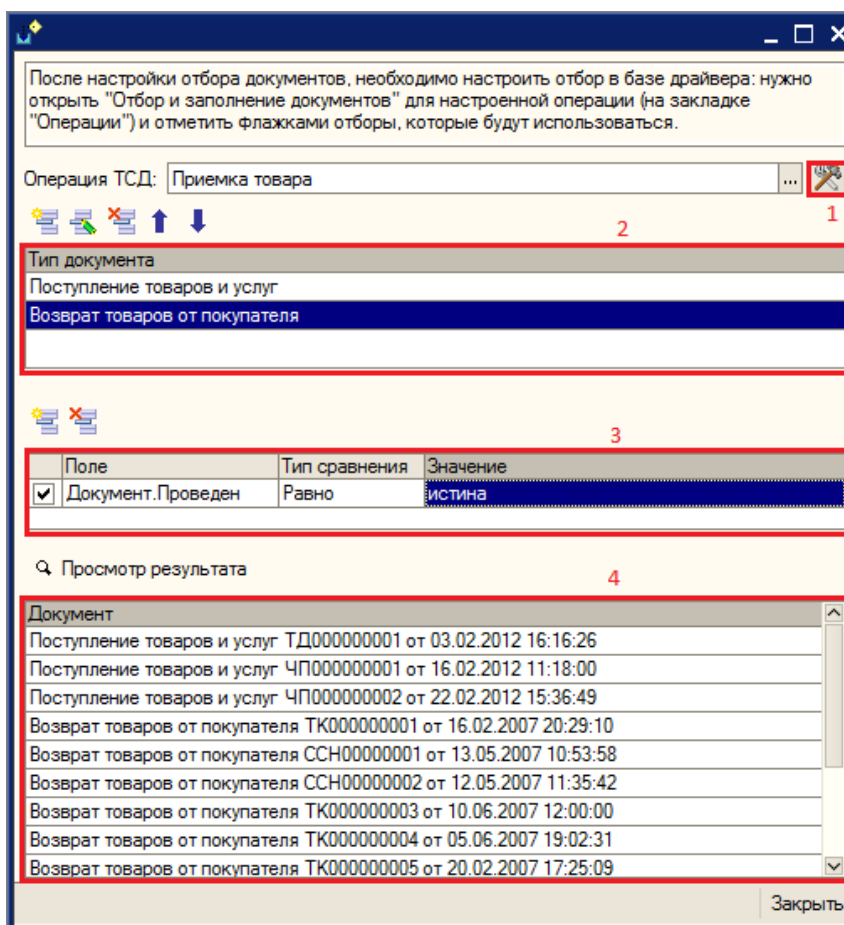 После настройки отбора документов, необходимо настроить отбор в базе драйвера: нужно
открыть "Отбор и заполнение документов" для настроенной операции (на закладке
"Операции") и отметить флажками отборы, которые будут использоваться.
Операция ТСД: Приемка товара ...
1
2
Тип документа
Поступление товаров и услуг
Возврат товаров от покупателя
3
Поле Тип сравнения Значение
Документ.Проведен Равно истина
Просмотр результата
4
Документ
Поступление товаров и услуг ТД000000001 от 03.02.2012 16:16:26
Поступление товаров и услуг ЧП000000001 от 16.02.2012 11:18:00
Поступление товаров и услуг ЧП000000002 от 22.02.2012 15:36:49
Возврат товаров от покупателя ТК000000001 от 16.02.2007 20:29:10
Возврат товаров от покупателя ССН00000001 от 13.05.2007 10:53:58
Возврат товаров от покупателя ССН00000002 от 12.05.2007 11:35:42
Возврат товаров от покупателя ТК000000003 от 10.06.2007 12:00:00
Возврат товаров от покупателя ТК000000004 от 05.06.2007 19:02:31
Возврат товаров от покупателя ТК000000005 от 20.02.2007 17:25:09
Закрыть